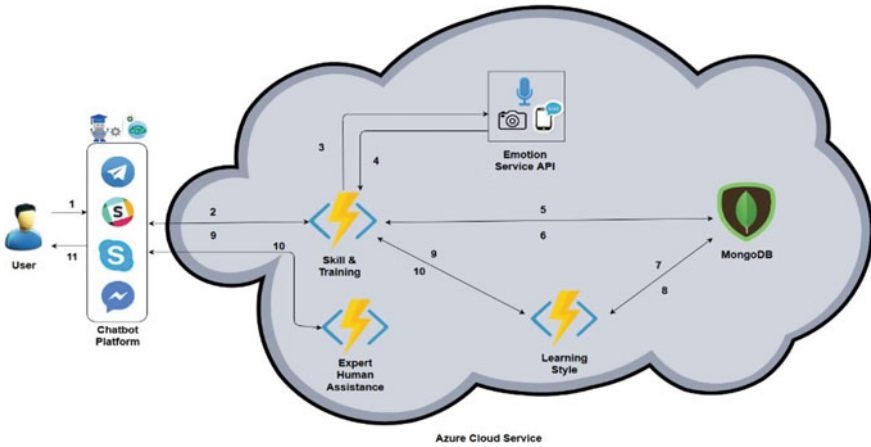 3
4
Emotion
Service API
1
2
5
9
6
MongoDB
11
10
9
User
Skill &
Training
10
7
8
Chatbot
Platform
Expert
Human
Assistance
Learning
Style
Azure Cloud Service